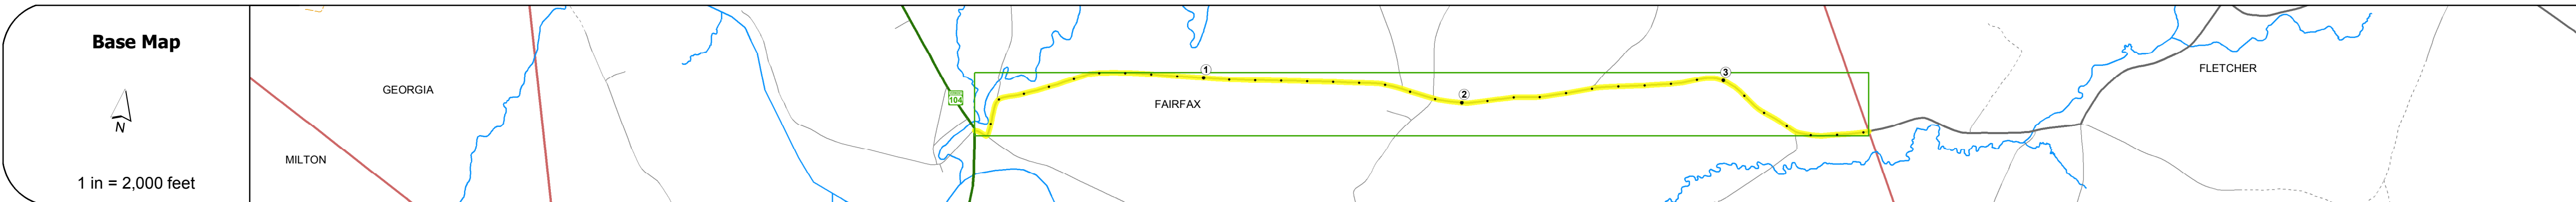 Base Map
N
1 in = 2,000 feet
GEORGIA
MILTON
104
FAIRFAX
1
2
3
FLETCHER